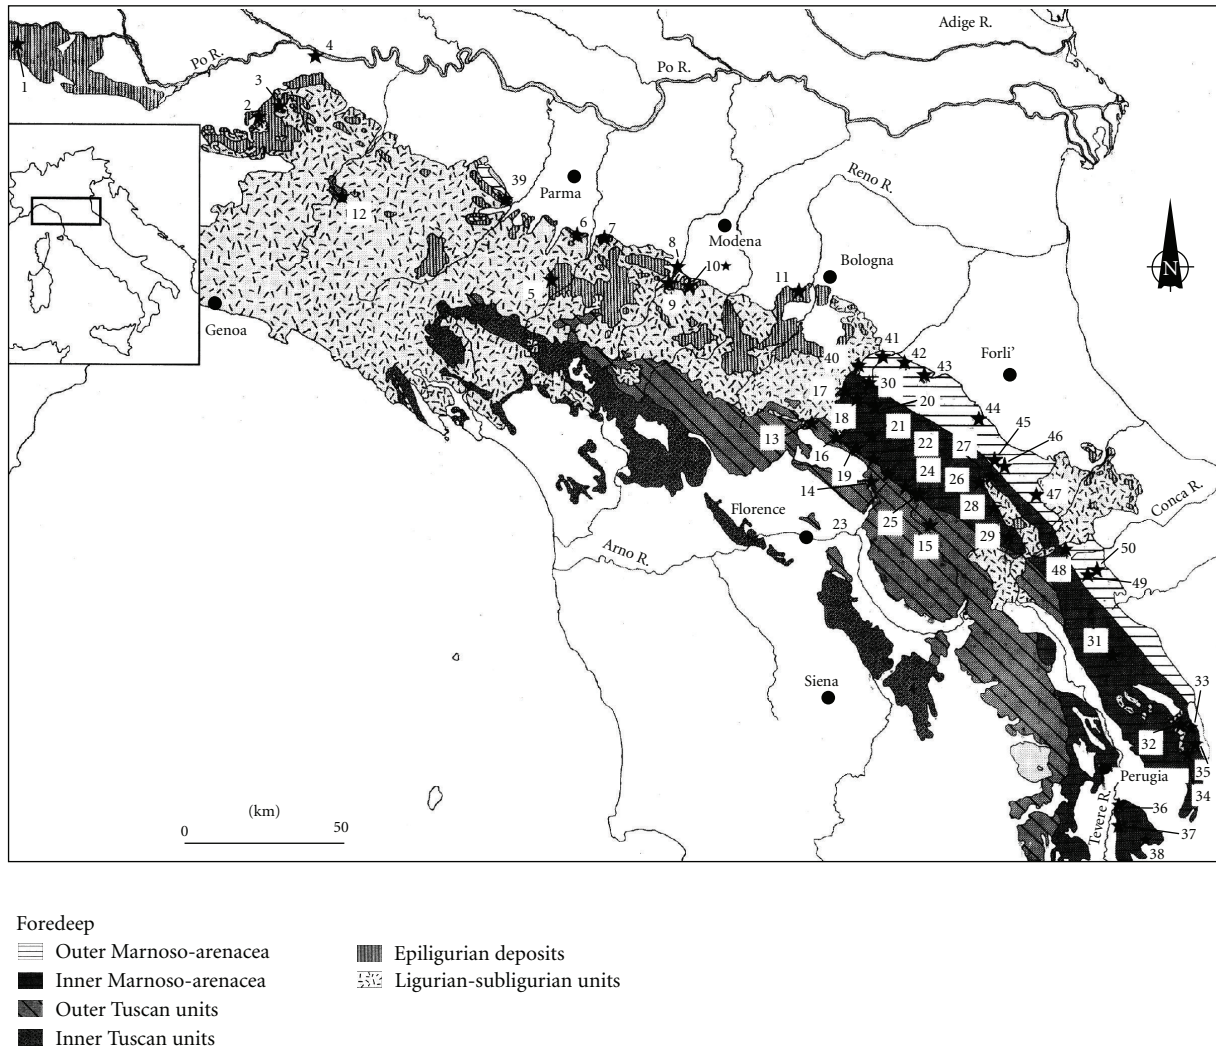 Adige R.
Po R.
4
Po R.
1
3
2
Reno R.
39
Parma
12
6
7
8
Modena
10
Bologna
N
5
9
11
Genoa
41
42
Forli’
40
43
17
30
20
44
18
21
45
13
22
27
46
16
24
26
19
14
47
Conca R.
Florence
28
23
25
29
15
50
Arno R.
48
49
31
Siena
33
32
Perugia
35
34
(km)
36
0
50
Tevere R.
37
38
Foredeep
Outer Marnoso-arenacea
Inner Marnoso-arenacea
Outer Tuscan units
Inner Tuscan units
Epiligurian deposits
Ligurian-subligurian units